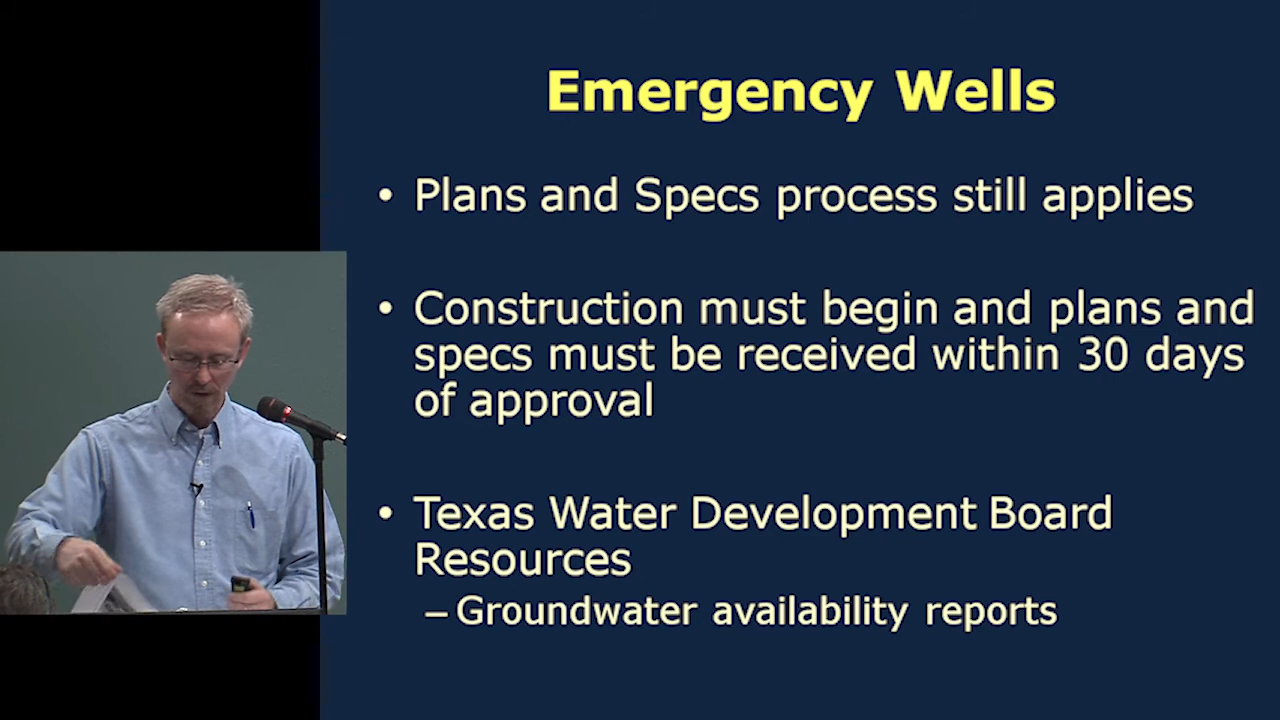 Emergency Wells
• Plans and Specs process still applies
• Construction must begin and plans and
specs must be received within 30 days
of approval
• Texas Water Development Board
Resources
– Groundwater availability reports